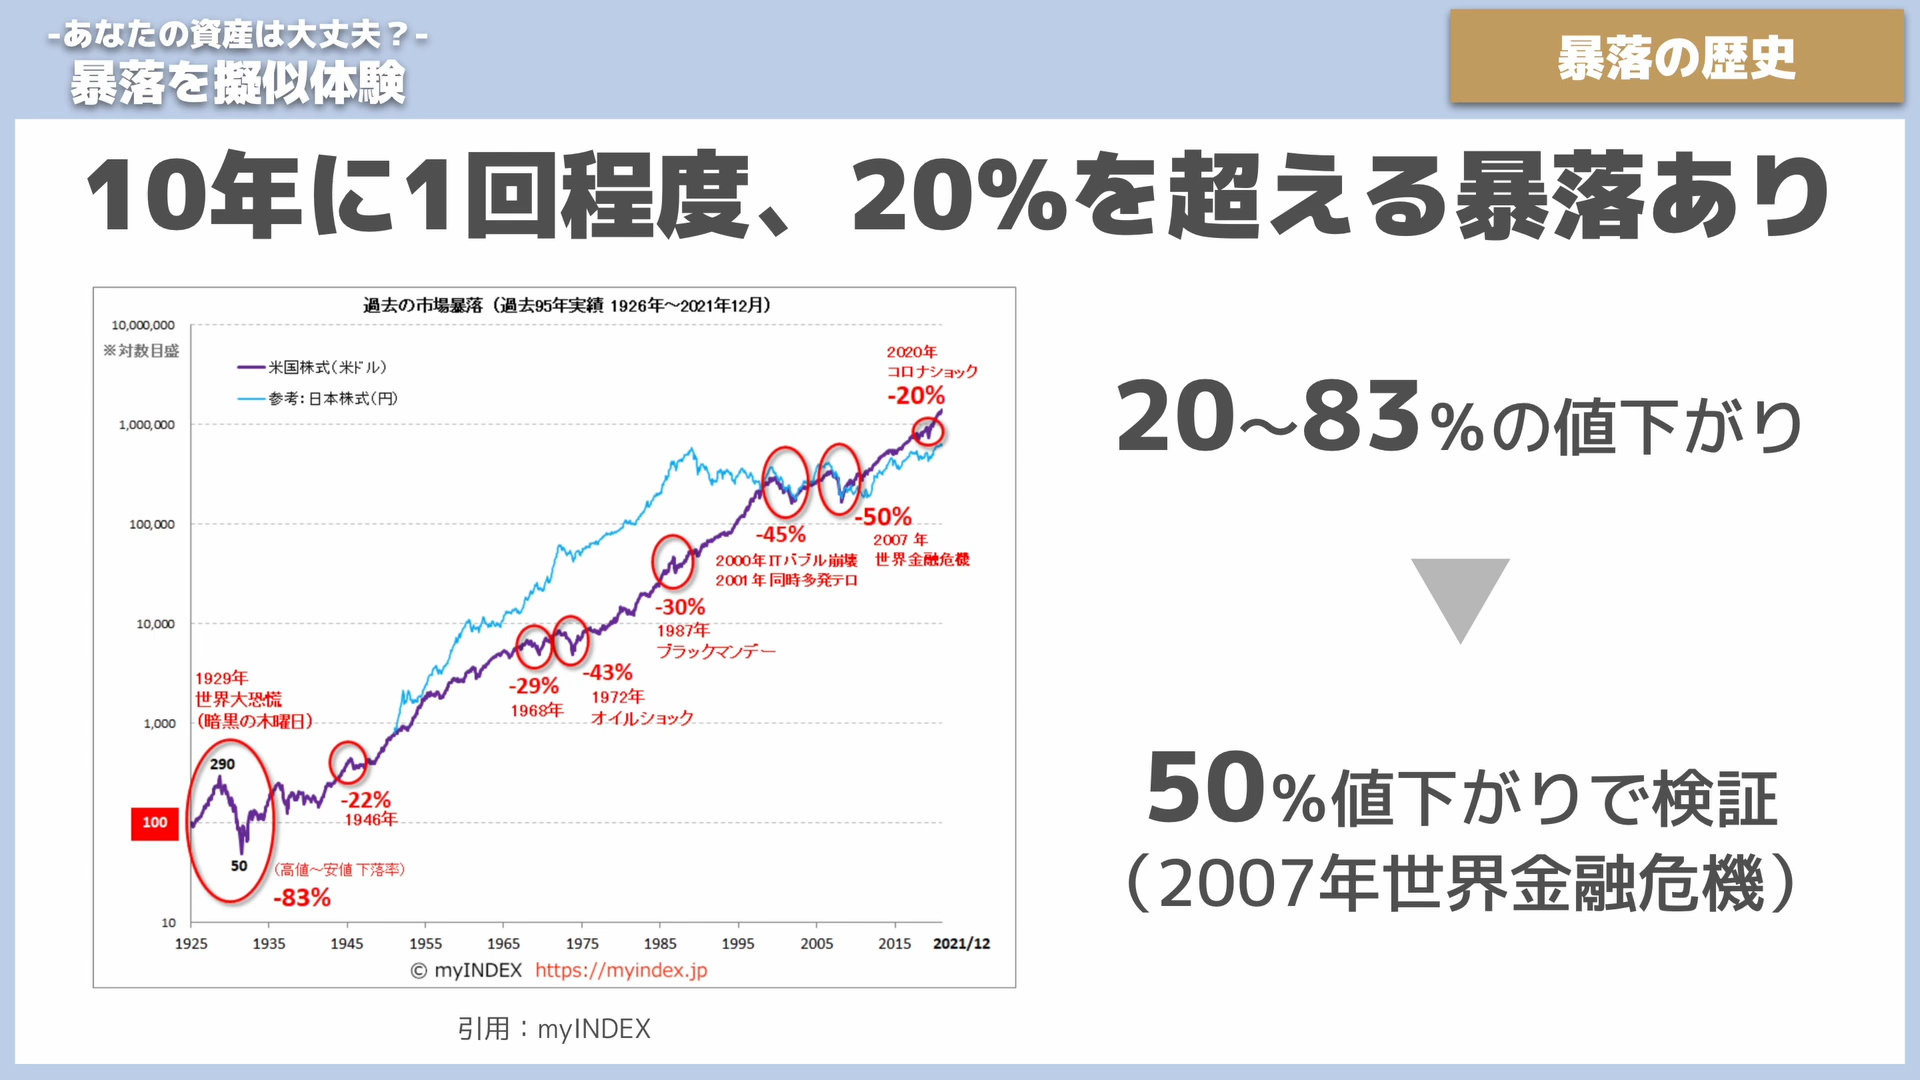 -あなたの資産は大丈夫？-
暴落を擬似体験
暴落の歴史
10年に1回程度、20%を超える暴落あり
過去の市場暴落（過去95年実績 1926年～2021年12月）
10,000,000
※対数目盛
1,000,000
100,000
10,000
1,000
100
10
米国株式（米ドル）
参考：日本株式（円）
2020年
コロナショック
-20%
-50%
2007 年
世界金融危機
-45%
2000年 ITバブル崩壊
2001年 同時多発テロ
-30%
1987年
ブラックマンデー
-43%
1972年
オイルショック
-29%
1968年
1929年
世界大恐慌
（暗黒の木曜日）
290
50
-22%
1946年
（高値～安値 下落率）
-83%
1925 1935 1945 1955 1965 1975 1985 1995 2005 2015 2021/12
© myINDEX https://myindex.jp
引用：myINDEX
20～83%の値下がり
50%値下がりで検証
（2007年世界金融危機）